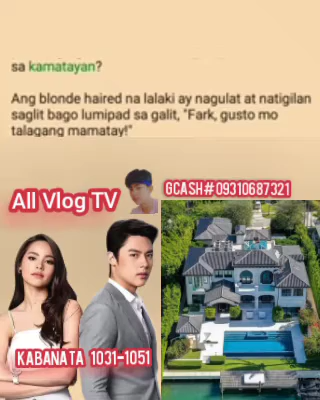 sa kamatayan?
Ang blonde haired na lalaki ay nagulat at natigilan
saglit bago lumipad sa galit, "Fark, gusto mo
talagang mamatay!"
All Vlog TV
GCASH# 09310687321
KABANATA 1031-1051